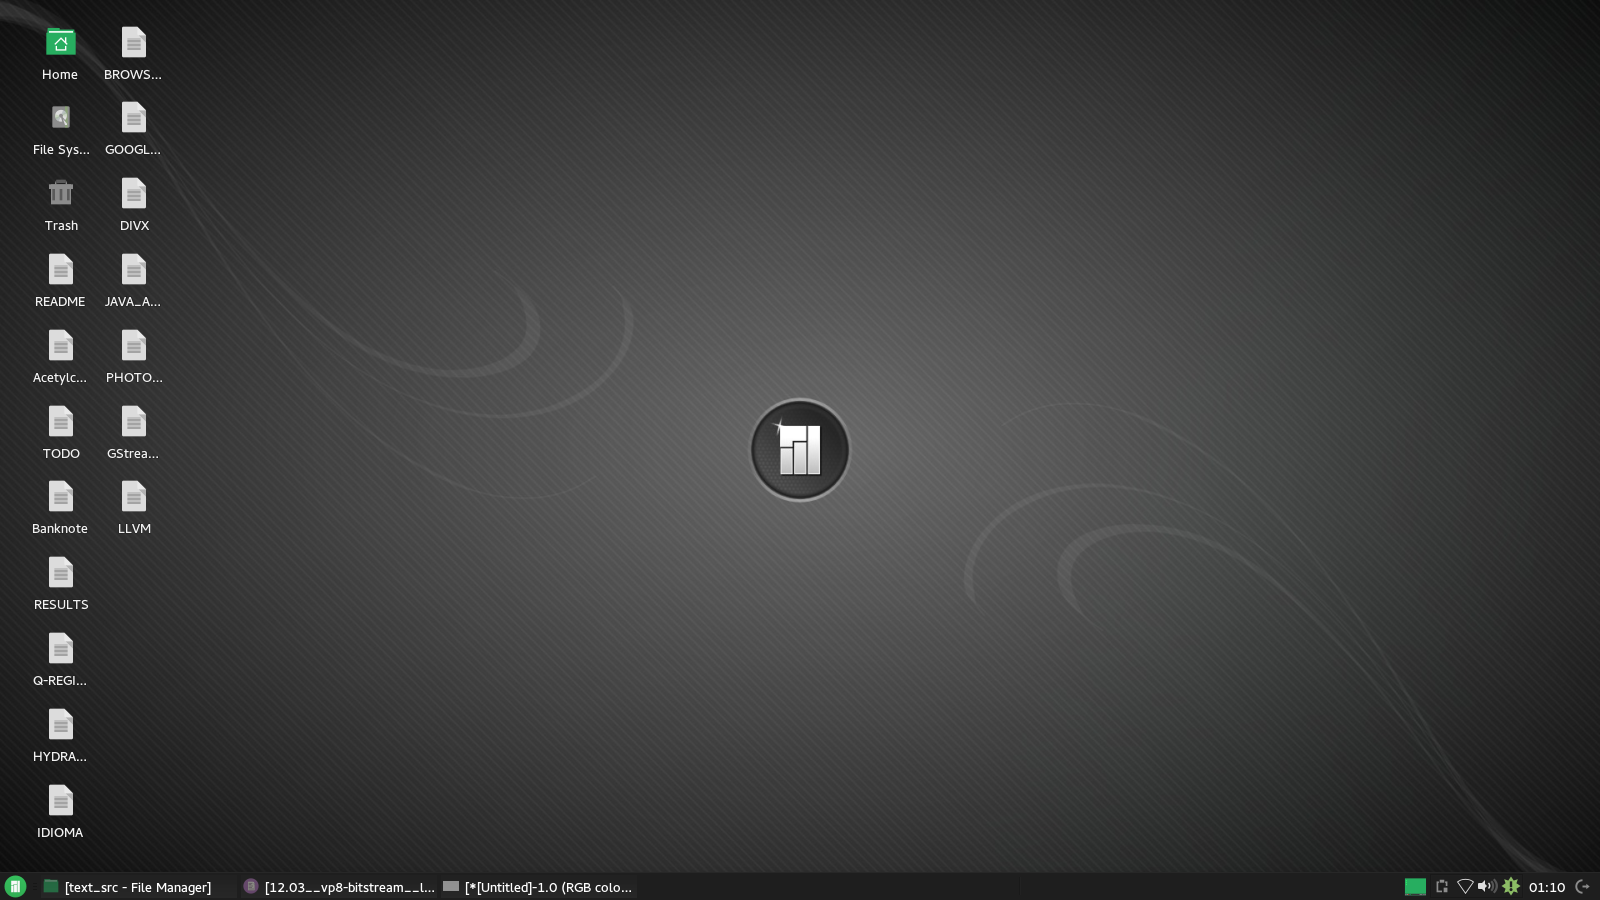 Home
BROWS...
File Sys...
GOOGL...
Trash
DIVX
README
JAVA_A...
Acetylc...
PHOTO...
TODO
GStrea...
Banknote
LLVM
RESULTS
Q-REGI...
HYDRA...
IDIOMA
[text_src - File Manager]
[12.03__vp8-bitstream__l...
[*[Untitled]-1.0 (RGB colo...
01:10